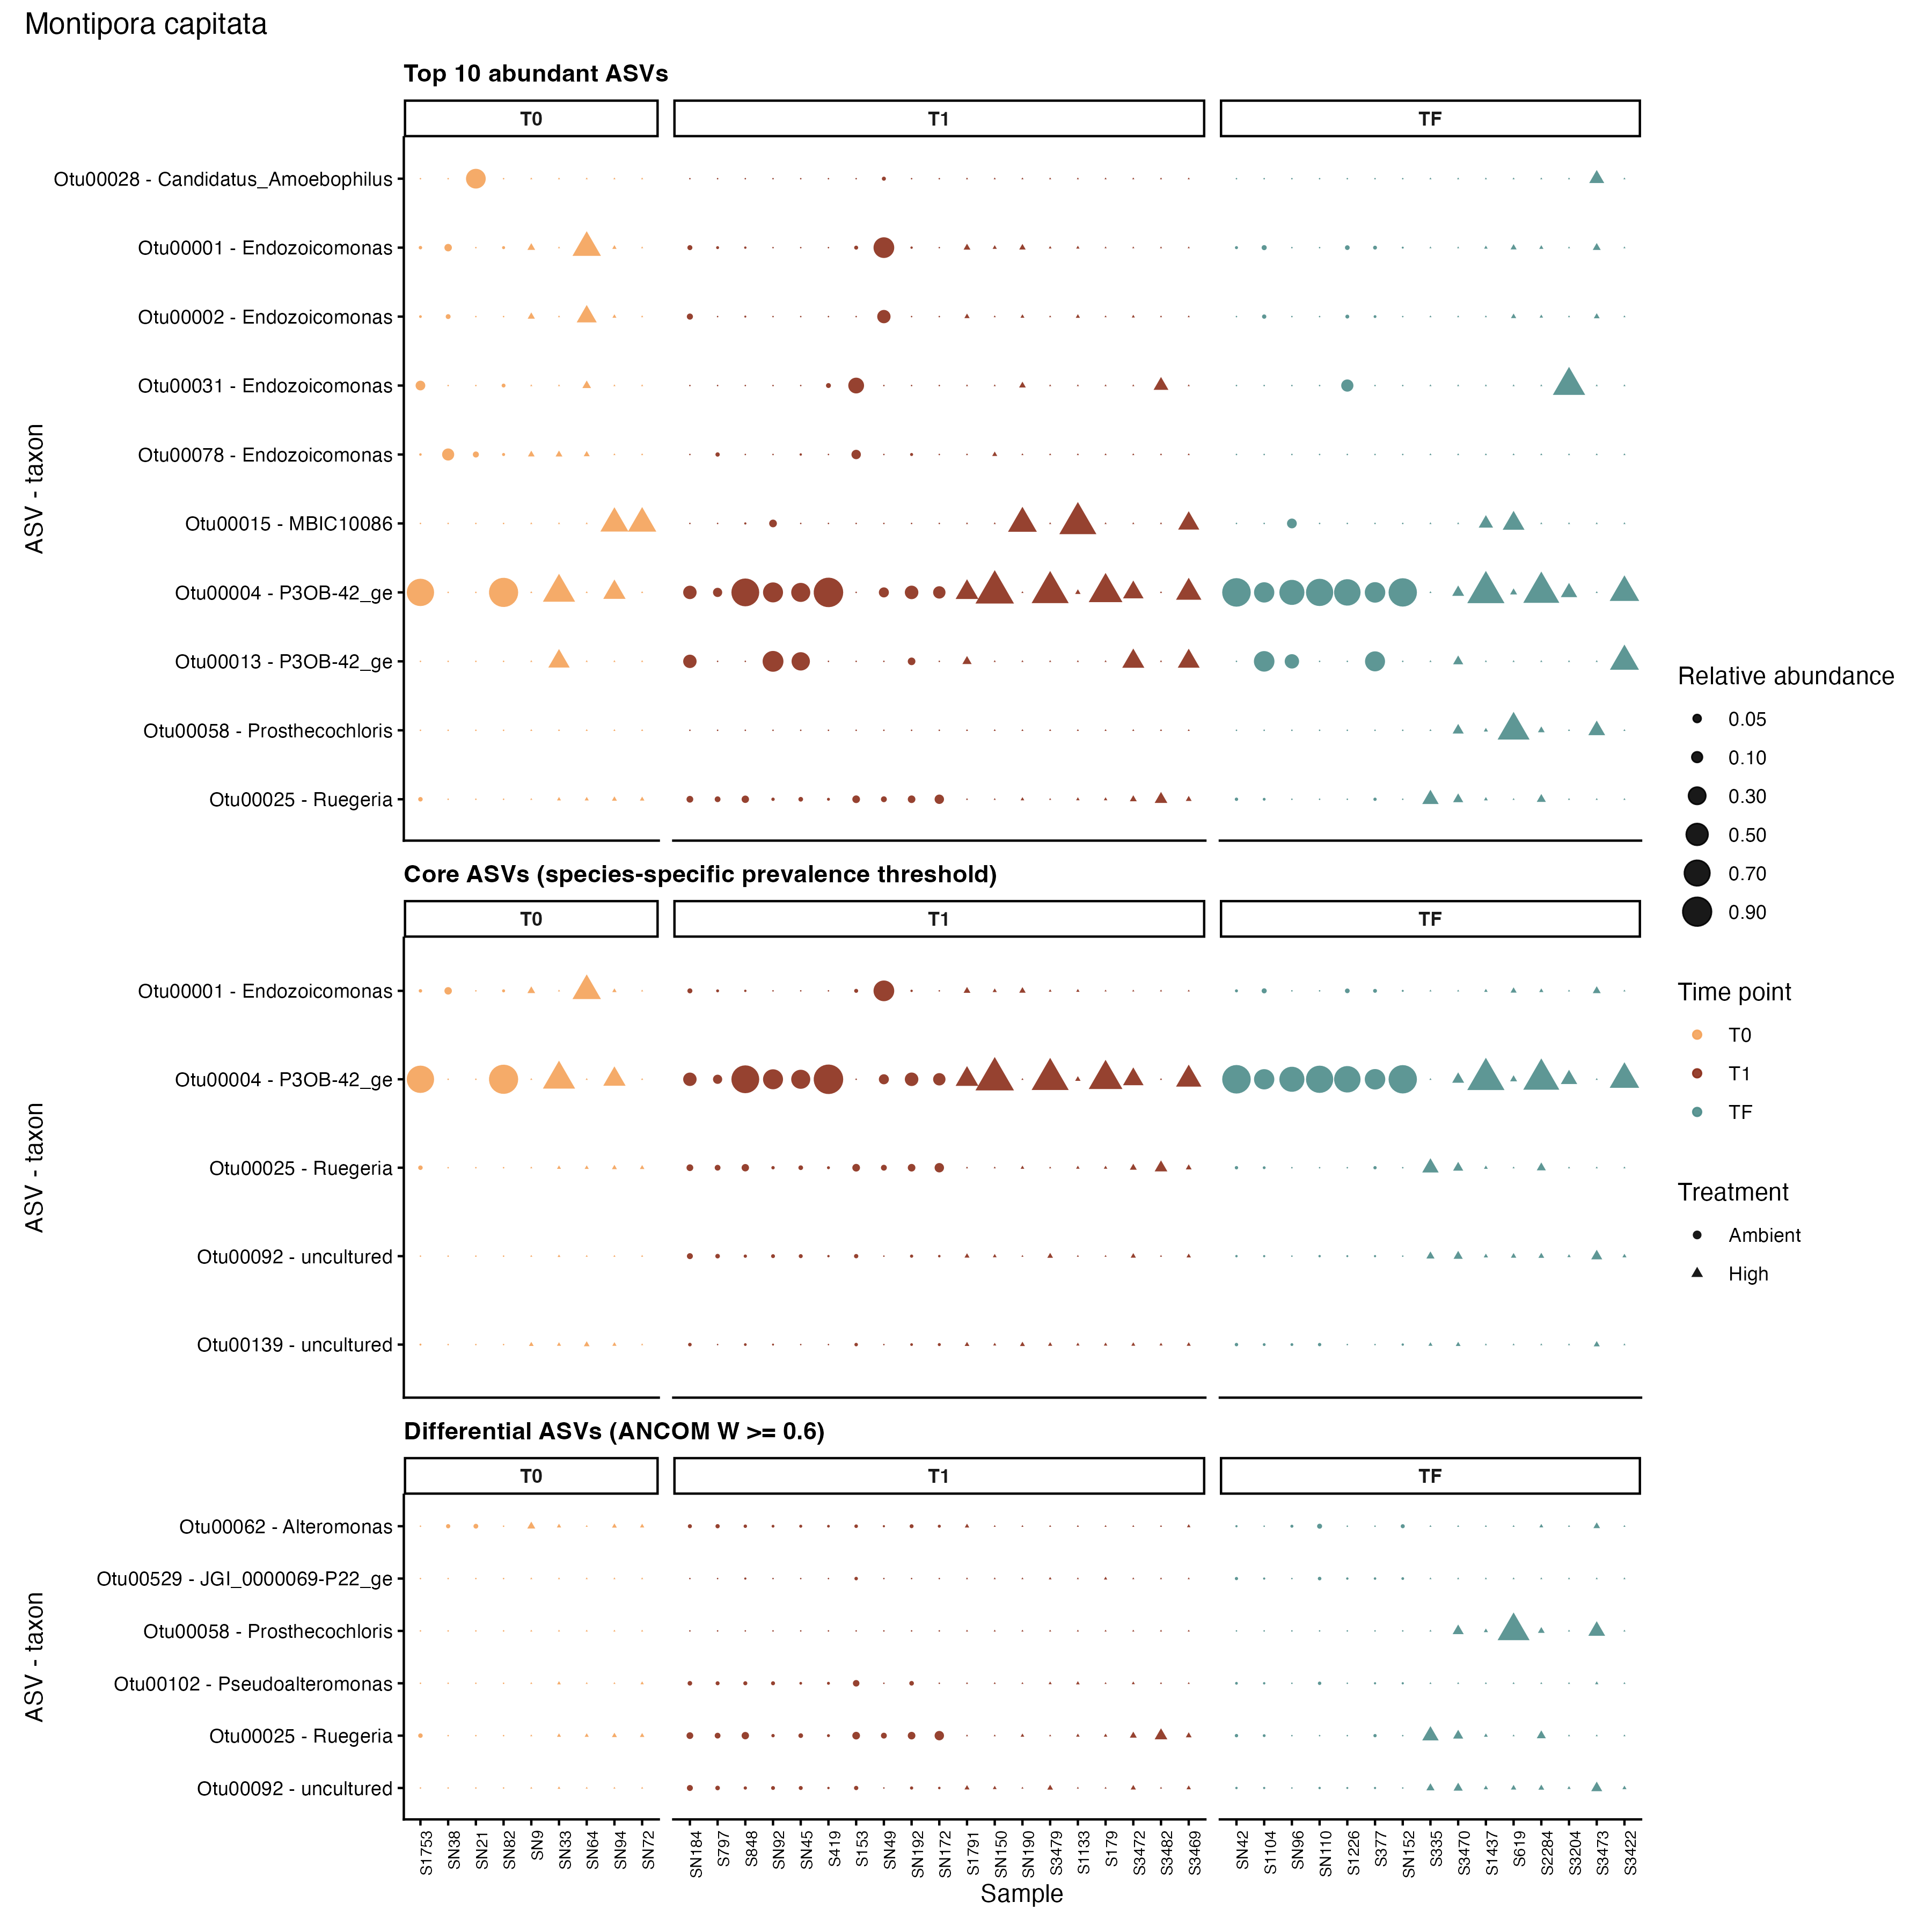 Montipora capitata
Top 10 abundant ASVs
T0 T1 TF
ASV - taxon
Otu00028 - Candidatus_Amoebophilus
Otu00001 - Endozoicomonas
Otu00002 - Endozoicomonas
Otu00031 - Endozoicomonas
Otu00078 - Endozoicomonas
Otu00015 - MBIC10086
Otu00004 - P3OB-42_ge
Otu00013 - P3OB-42_ge
Otu00058 - Prosthecochloris
Otu00025 - Ruegeria
Core ASVs (species-specific prevalence threshold)
T0 T1 TF
ASV - taxon
Otu00001 - Endozoicomonas
Otu00004 - P3OB-42_ge
Otu00025 - Ruegeria
Otu00092 - uncultured
Otu00139 - uncultured
Differential ASVs (ANCOM W >= 0.6)
T0 T1 TF
ASV - taxon
Otu00062 - Alteromonas
Otu00529 - JGI_0000069-P22_ge
Otu00058 - Prosthecochloris
Otu00102 - Pseudoalteromonas
Otu00025 - Ruegeria
Otu00092 - uncultured
S1753 SN38 SN21 SN82 SN9 SN33 SN64 SN94 SN72 SN184 S797 S848 SN92 SN45 S419 S153 SN49 SN192 SN172 S1791 SN150 SN190 S3479 S1133 S179 S3472 S3482 S3469 SN42 S1104 SN96 SN110 S1226 S377 SN152 S335 S3470 S1437 S619 S2284 S3204 S3473 S3422
Sample
Relative abundance
0.05
0.10
0.30
0.50
0.70
0.90
Time point
T0
T1
TF
Treatment
Ambient
High